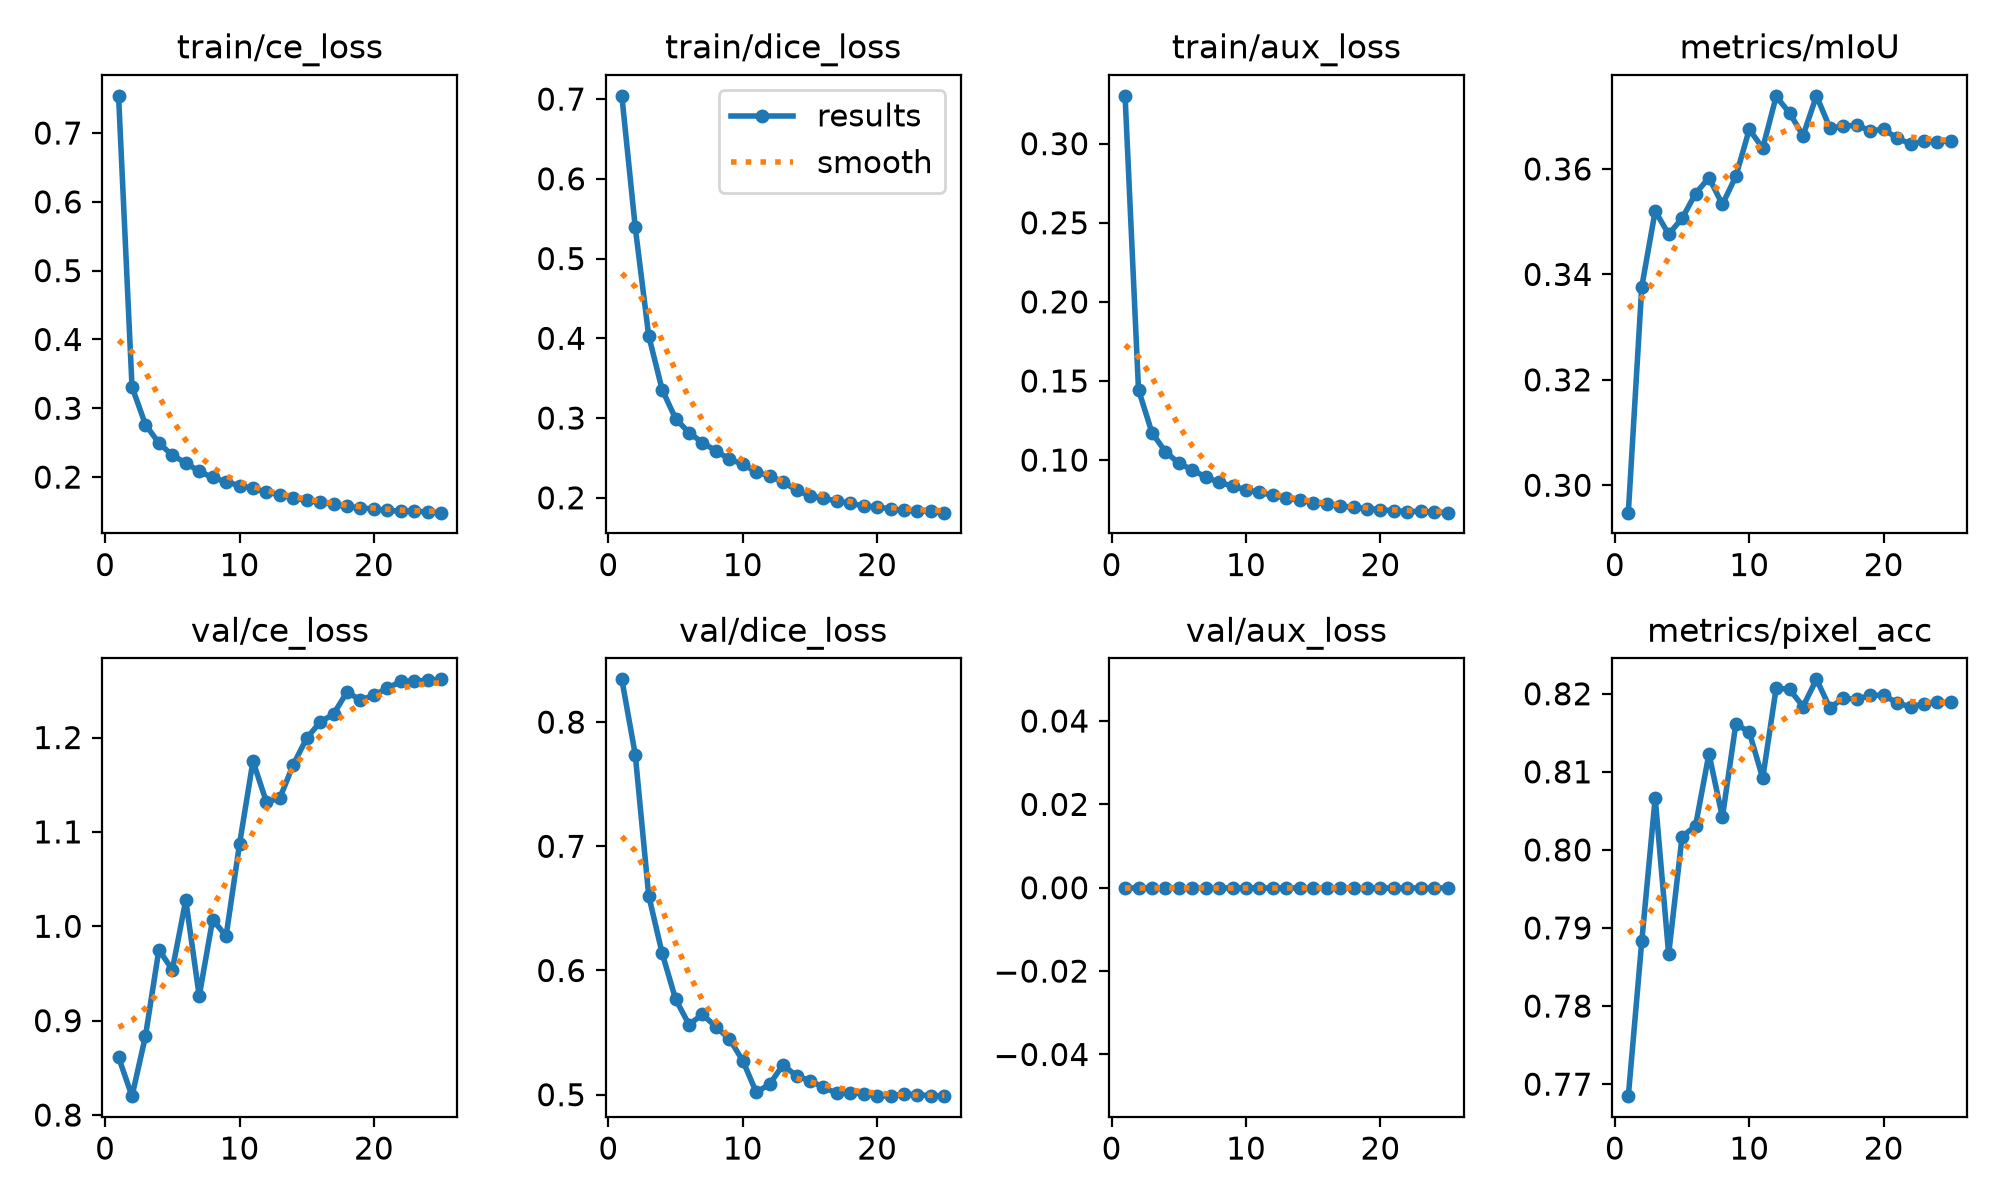 train/ce_loss
0.7
0.6
0.5
0.4
0.3
0.2
0 10 20
train/dice_loss
results
smooth
0.7
0.6
0.5
0.4
0.3
0.2
0 10 20
train/aux_loss
0.30
0.25
0.20
0.15
0.10
0 10 20
metrics/mIoU
0.36
0.34
0.32
0.30
0 10 20
val/ce_loss
1.2
1.1
1.0
0.9
0.8
0 10 20
val/dice_loss
0.8
0.7
0.6
0.5
0 10 20
val/aux_loss
0.04
0.02
0.00
−0.02
−0.04
0 10 20
metrics/pixel_acc
0.82
0.81
0.80
0.79
0.78
0.77
0 10 20